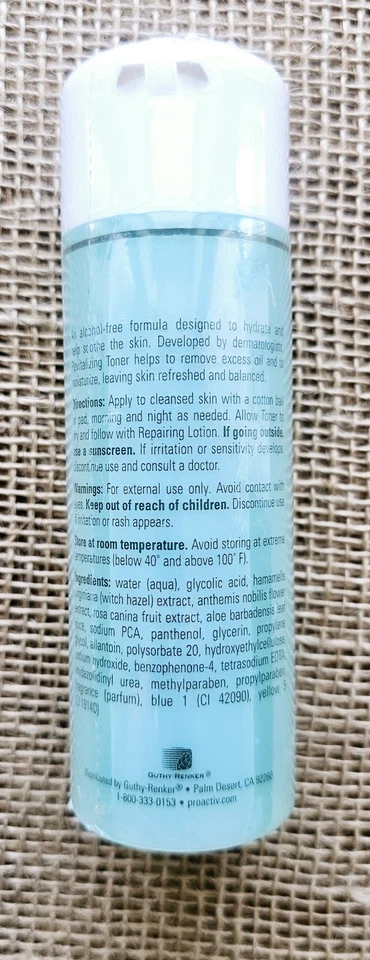 An alcohol-free formula designed to hydrate and
help soothe the skin. Developed by dermatologists,
Revitalizing Toner helps to remove excess oil and to
moisturize, leaving skin refreshed and balanced.
Directions: Apply to cleansed skin with a cotton ball
or pad, morning and night as needed. Allow Toner to
dry and follow with Repairing Lotion. If going outside,
use a sunscreen. If irritation or sensitivity develops,
discontinue use and consult a doctor.
Warnings: For external use only. Avoid contact with
eyes. Keep out of reach of children. Discontinue use
if irritation or rash appears.
Store at room temperature. Avoid storing at extreme
temperatures (below 40° and above 100° F).
Ingredients: water (aqua), glycolic acid, hamamelis
virginiana (witch hazel) extract, anthemis nobilis flower
extract, rosa canina fruit extract, aloe barbadensis leaf
juice, sodium PCA, panthenol, glycerin, propylene
glycol, allantoin, polysorbate 20, hydroxyethylcellulose,
sodium hydroxide, benzophenone-4, tetrasodium EDTA,
imidazolidinyl urea, methylparaben, propylparaben,
fragrance (parfum), blue 1 (CI 42090), yellow 5
(CI 19140)
GUTHY-RENKER®
Distributed by Guthy-Renker® • Palm Desert, CA 92260
1-800-333-0153 • proactiv.com